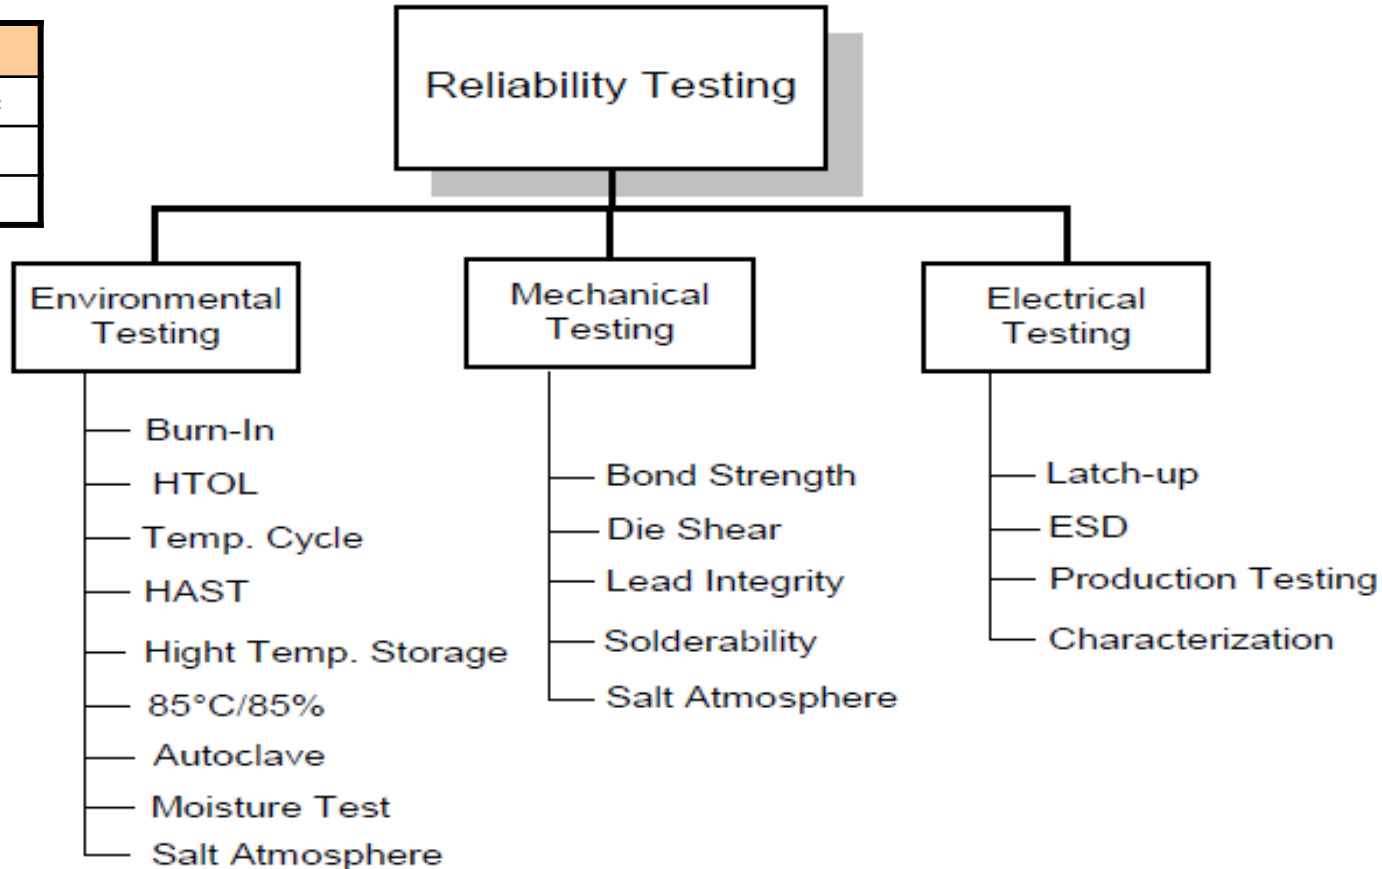 Reliability Testing
Environmental
Testing
Mechanical
Testing
Electrical
Testing
Burn-In
HTOL
Temp. Cycle
HAST
Hight Temp. Storage
85°C/85%
Autoclave
Moisture Test
Salt Atmosphere
Bond Strength
Die Shear
Lead Integrity
Solderability
Salt Atmosphere
Latch-up
ESD
Production Testing
Characterization